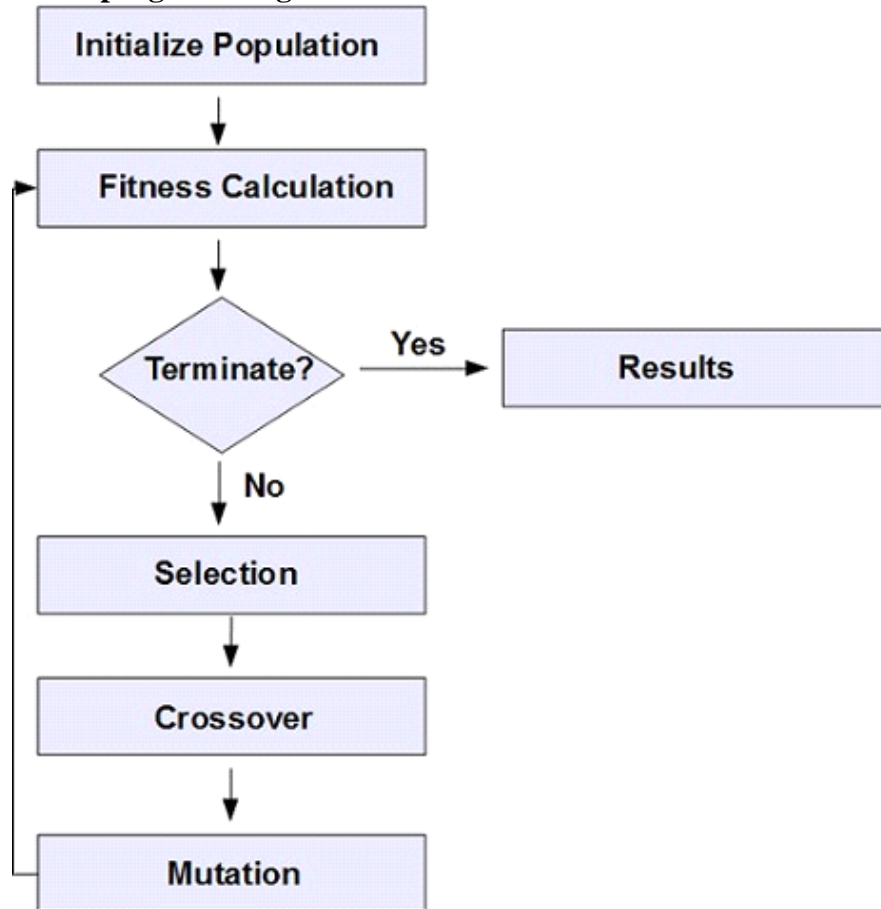 Initialize Population
Fitness Calculation
Terminate?
Yes
Results
No
Selection
Crossover
Mutation